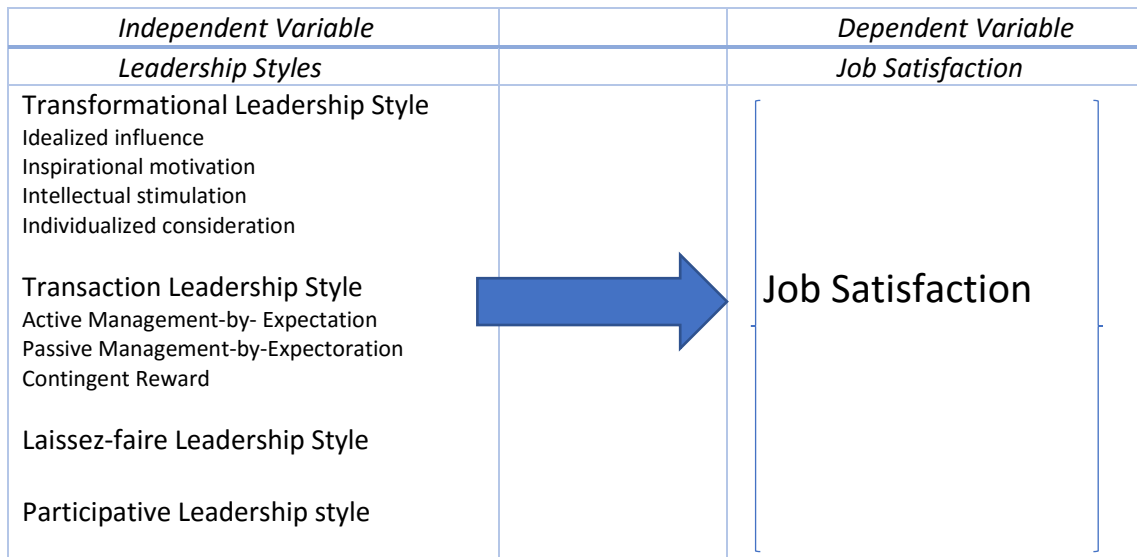 Independent Variable Dependent Variable
Leadership Styles Job Satisfaction
Transformational Leadership Style
Idealized influence
Inspirational motivation
Intellectual stimulation
Individualized consideration
Transaction Leadership Style
Active Management-by- Expectation
Passive Management-by-Expectoration
Contingent Reward
Laissez-faire Leadership Style
Participative Leadership style
Job Satisfaction